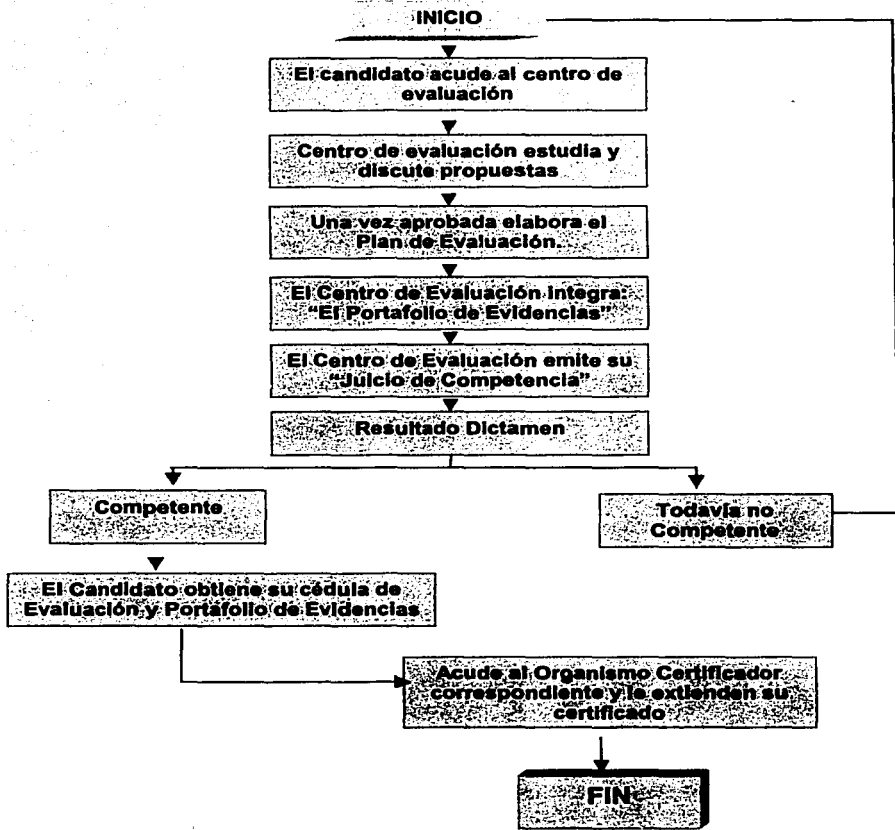 INICIO
El candidato acude al centro de
evaluación
Centro de evaluación estudia y
discute propuestas
Una vez aprobada elabora el
Plan de Evaluación.
El Centro de Evaluación integra:
“El Portafolio de Evidencias”
El Centro de Evaluación emite su
“Juicio de Competencia”
Resultado Dictamen
Competente
Todavía no
Competente
El Candidato obtiene su cédula de
Evaluación y Portafolio de Evidencias
Acude al Organismo Certificador
correspondiente y le extienden su
certificado
FIN